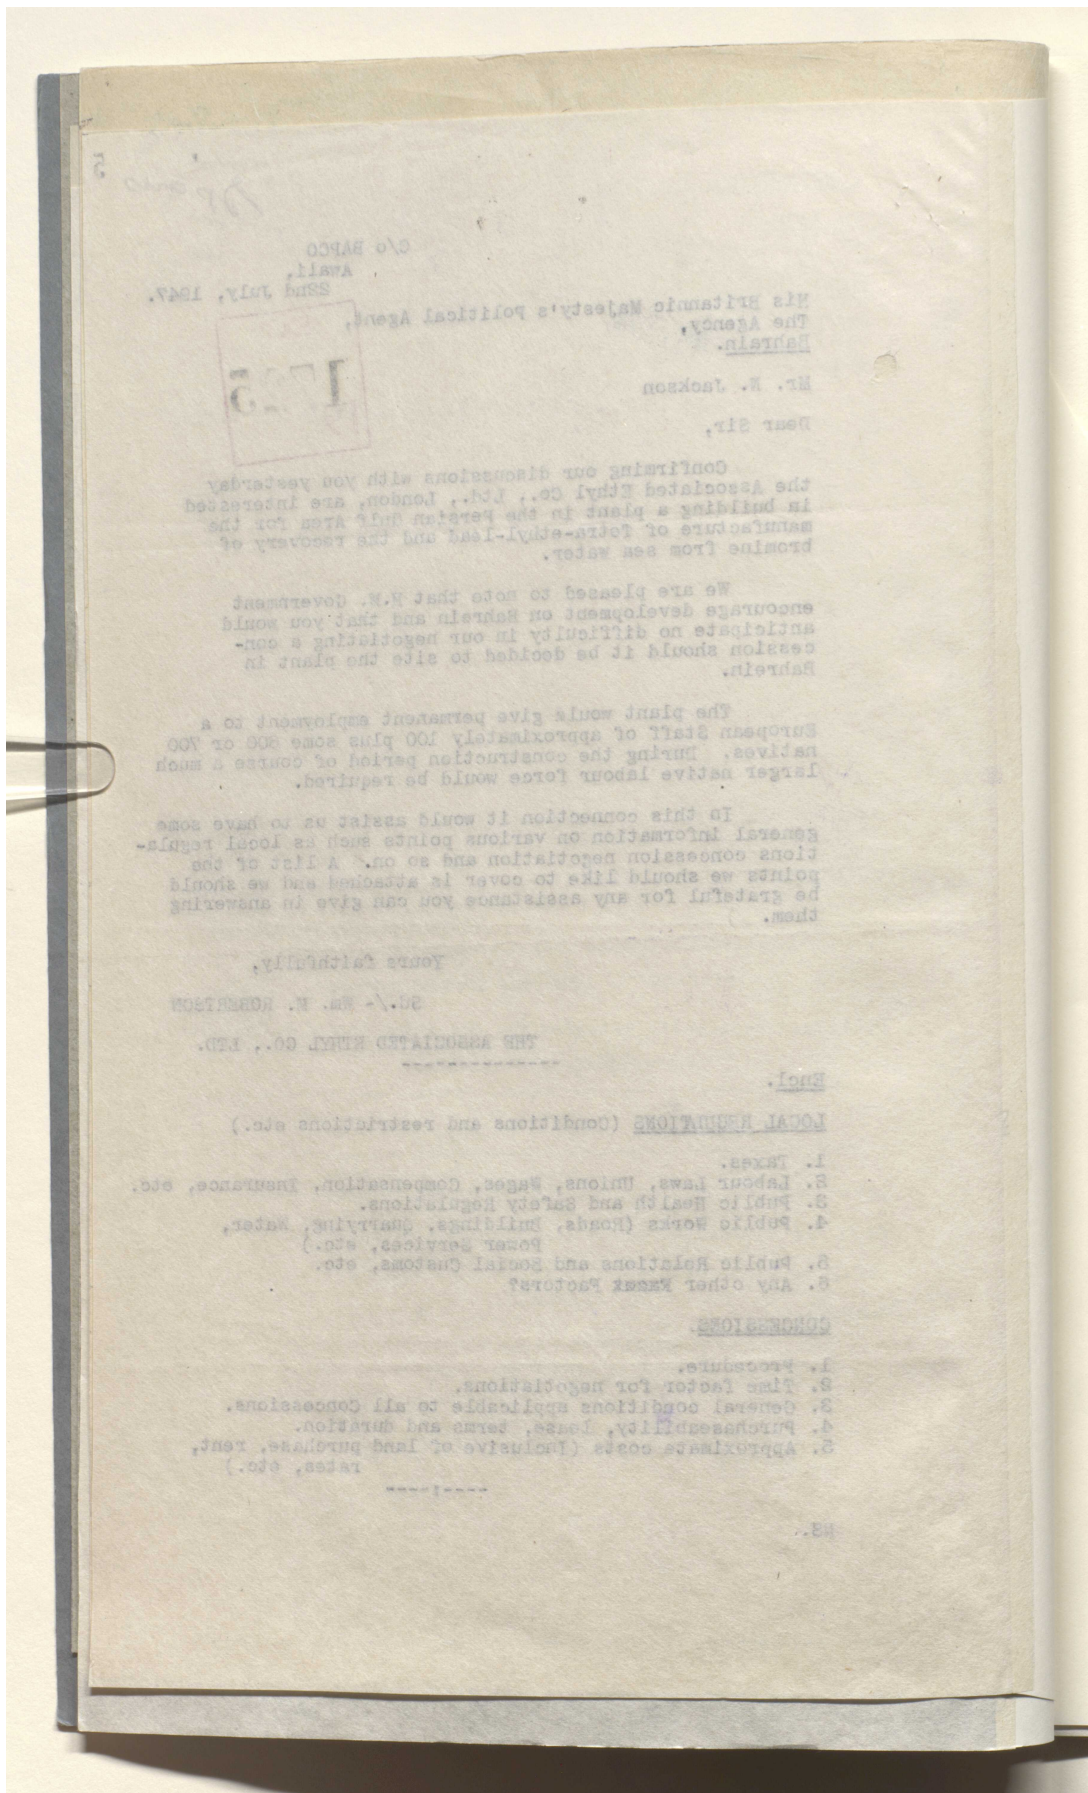 5
C/o BAPCO
Awali,
22nd July, 1947.
His Britannic Majesty's Political Agent,
The Agency,
Bahrain.
Mr. N. Jackson
Dear Sir,
Confirming our discussions with you yesterday
the Associated Ethyl Co., Ltd., London, are interested
in building a plant in the Persian Gulf Area for the
manufacture of Tetra-ethyl-lead and the recovery of
bromine from sea water.
We are pleased to note that H.M. Government
encourage development on Bahrein and that you would
anticipate no difficulty in our negotiating a con-
cession should it be decided to site the plant in
Bahrein.
The plant would give permanent employment to a
European Staff of approximately 100 plus some 600 or 700
natives. During the construction period of course a much
larger native labour force would be required.
In this connection it would assist us to have some
general information on various points such as local regula-
tions concession negotiation and so on. A list of the
points we should like to cover is attached and we should
be grateful for any assistance you can give in answering
them.
Yours faithfully,
Sd./- Wm. E. ROBERTSON
THE ASSOCIATED ETHYL CO., LTD.
--------------
Encl.
LOCAL REGULATIONS (Conditions and restrictions etc.)
1. Taxes.
2. Labour Laws, Unions, Wages, Compensation, Insurance, etc.
3. Public Health and Safety Regulations.
4. Public Works (Roads, Buildings, Quarrying, Water,
Power Services, etc.)
5. Public Relations and Social Customs, etc.
6. Any other Factors?
CONCESSIONS.
1. Procedure.
2. Time factor for negotiations.
3. General conditions applicable to all Concessions.
4. Purchaseability, lease, terms and duration.
5. Approximate costs (Inclusive of land purchase, rent,
rates, etc.)
NS.